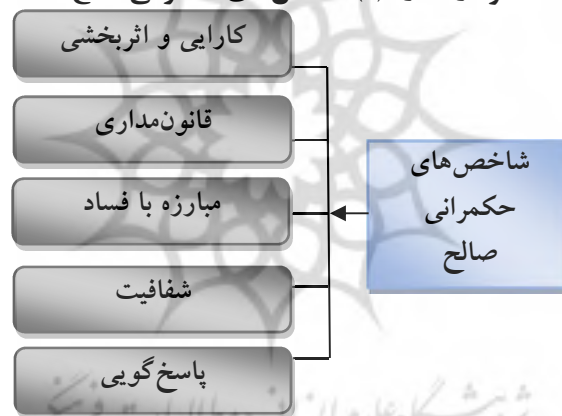 کارایی و اثربخشی
قانون‌مداری
مبارزه با فساد
شفافیت
پاسخ‌گویی
شاخص‌های
حکمرانی
صالح